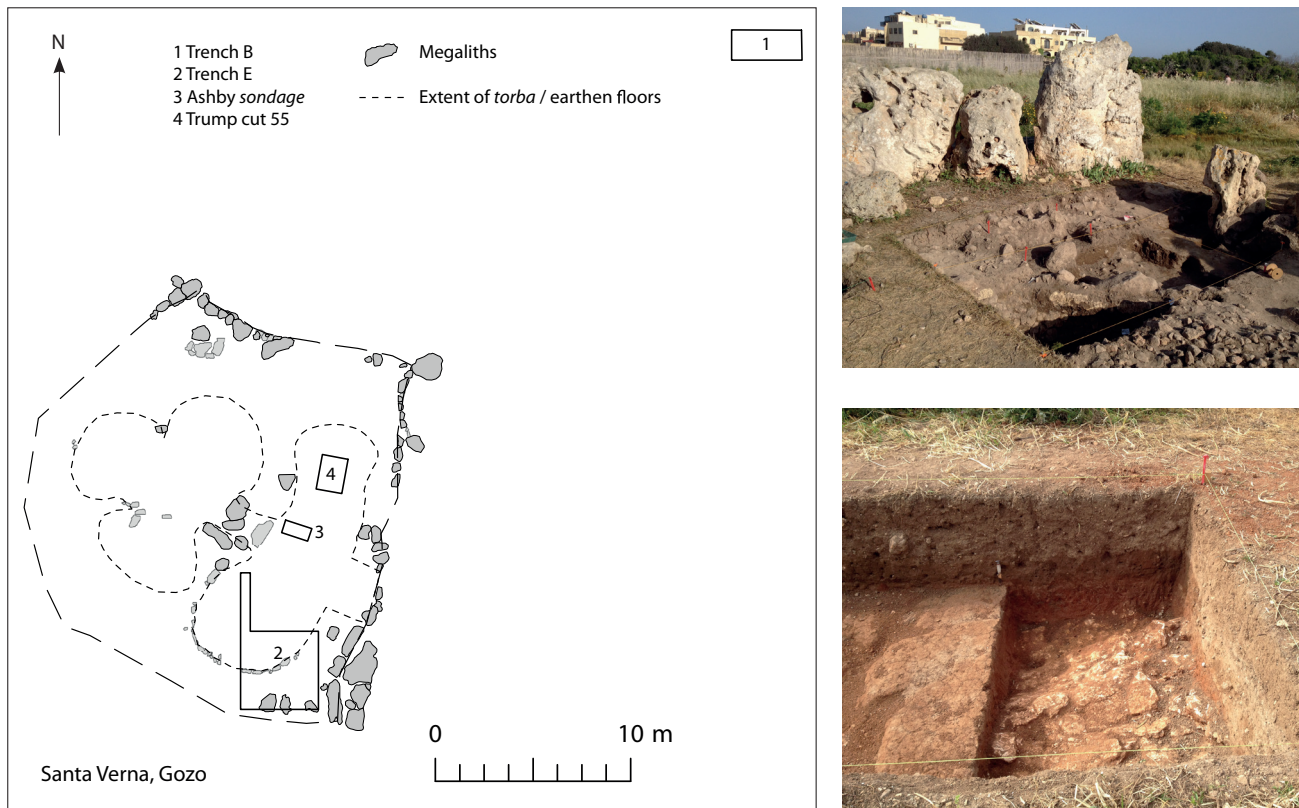 N
1 Trench B
2 Trench E
3 Ashby sondage
4 Trump cut 55
Megaliths
Extent of torba / earthen floors
1
4
3
2
0 10 m
Santa Verna, Gozo